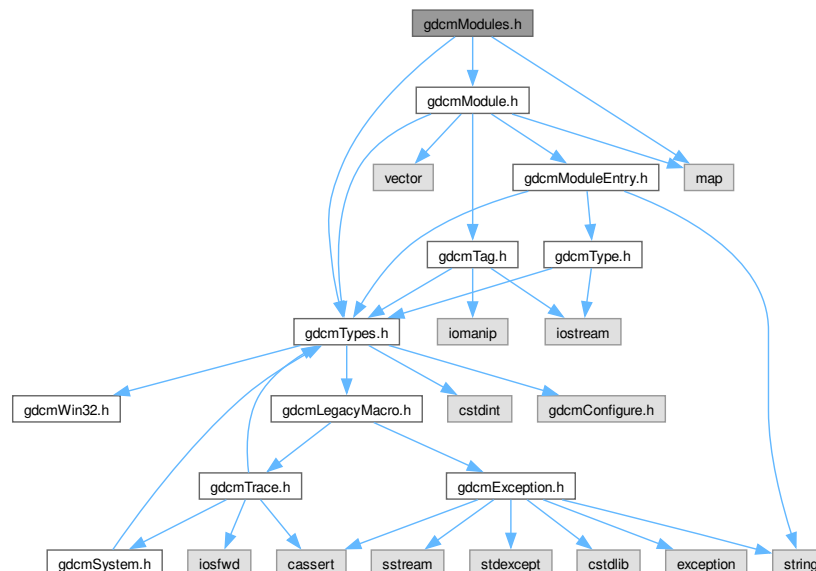 gdcmModules.h
gdcmModule.h
vector
gdcmModuleEntry.h
map
gdcmTag.h
gdcmType.h
gdcmTypes.h
iomanip
iostream
gdcmWin32.h
gdcmLegacyMacro.h
cstdint
gdcmConfigure.h
gdcmTrace.h
gdcmException.h
gdcmSystem.h
iosfwd
cassert
sstream
stdexcept
cstdlib
exception
string